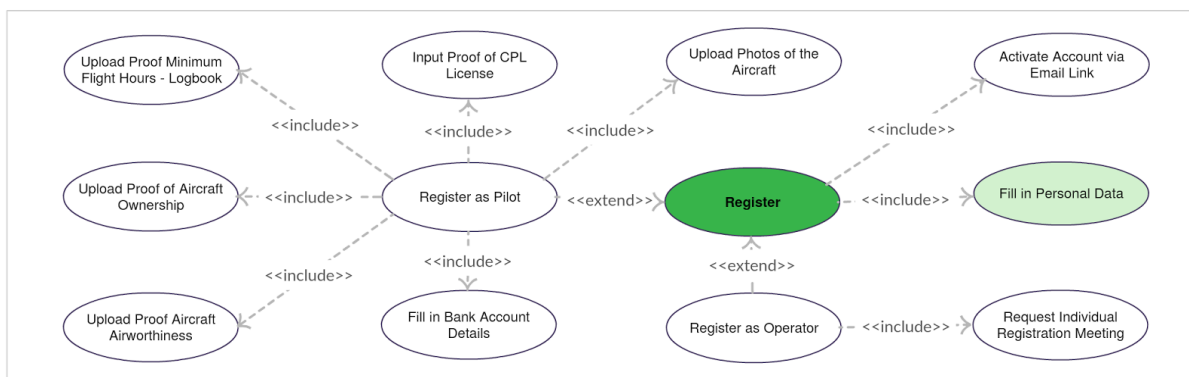 Upload Proof Minimum
Flight Hours - Logbook
Input Proof of CPL
License
Upload Photos of the
Aircraft
Activate Account via
Email Link
<<include>>
<<include>>
<<include>>
<<include>>
Upload Proof of Aircraft
Ownership
<<include>>
Register as Pilot
<<extend>>
Register
<<include>>
Fill in Personal Data
<<include>>
<<include>>
<<extend>>
Upload Proof Aircraft
Airworthiness
Fill in Bank Account
Details
Register as Operator
<<include>>
Request Individual
Registration Meeting